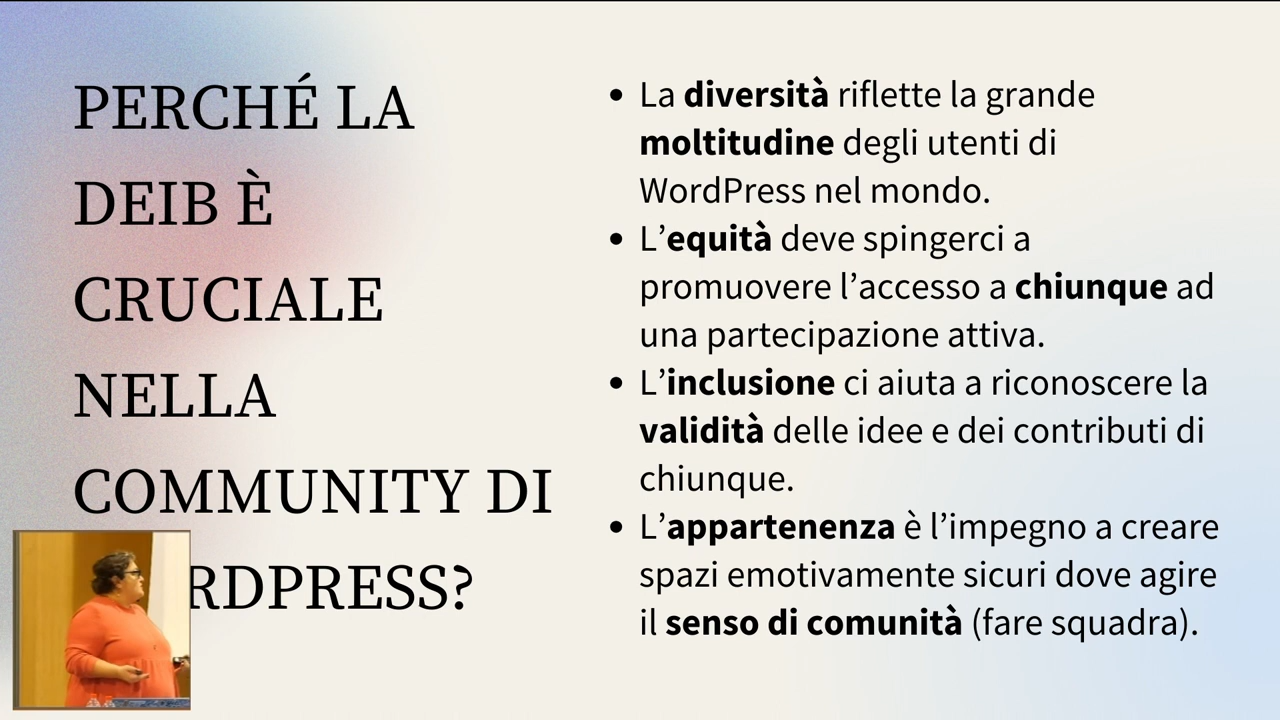 PERCHÉ LA
DEIB È
CRUCIALE
NELLA
COMMUNITY DI
RDPRESS?
• La diversità riflette la grande
moltitudine degli utenti di
WordPress nel mondo.
• L’equità deve spingerci a
promuovere l’accesso a chiunque ad
una partecipazione attiva.
• L’inclusione ci aiuta a riconoscere la
validità delle idee e dei contributi di
chiunque.
• L’appartenenza è l’impegno a creare
spazi emotivamente sicuri dove agire
il senso di comunità (fare squadra).